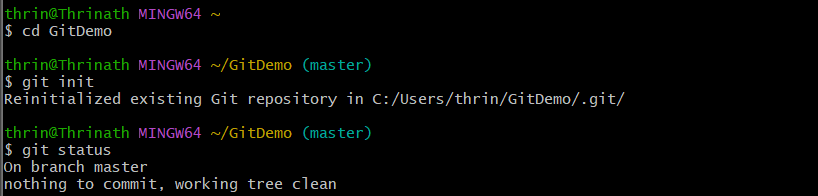 thrin@Thrinath MINGW64 ~
$ cd GitDemo
thrin@Thrinath MINGW64 ~/GitDemo (master)
$ git init
Reinitialized existing Git repository in C:/Users/thrin/GitDemo/.git/
thrin@Thrinath MINGW64 ~/GitDemo (master)
$ git status
On branch master
nothing to commit, working tree clean